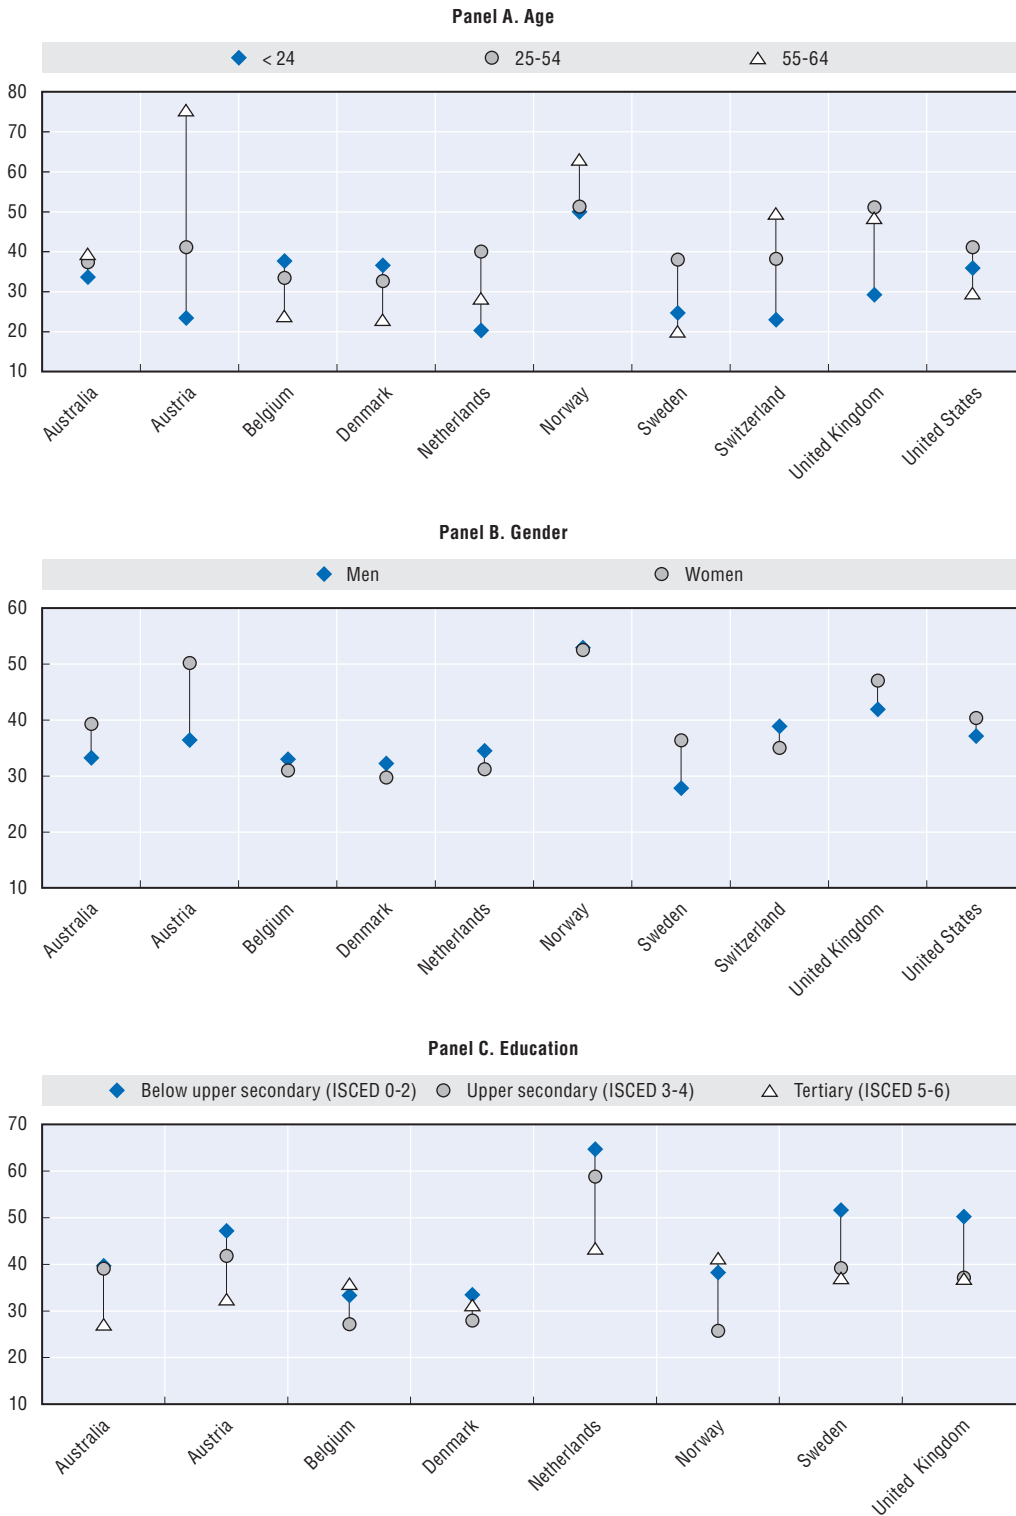 Panel A. Age
< 24 25-54 55-64
80
70
60
50
40
30
20
10
Australia Austria Belgium Denmark Netherlands Norway Sweden Switzerland United Kingdom United States
Panel B. Gender
Men Women
60
50
40
30
20
10
Australia Austria Belgium Denmark Netherlands Norway Sweden Switzerland United Kingdom United States
Panel C. Education
Below upper secondary (ISCED 0-2) Upper secondary (ISCED 3-4) Tertiary (ISCED 5-6)
70
60
50
40
30
20
10
Australia Austria Belgium Denmark Netherlands Norway Sweden United Kingdom